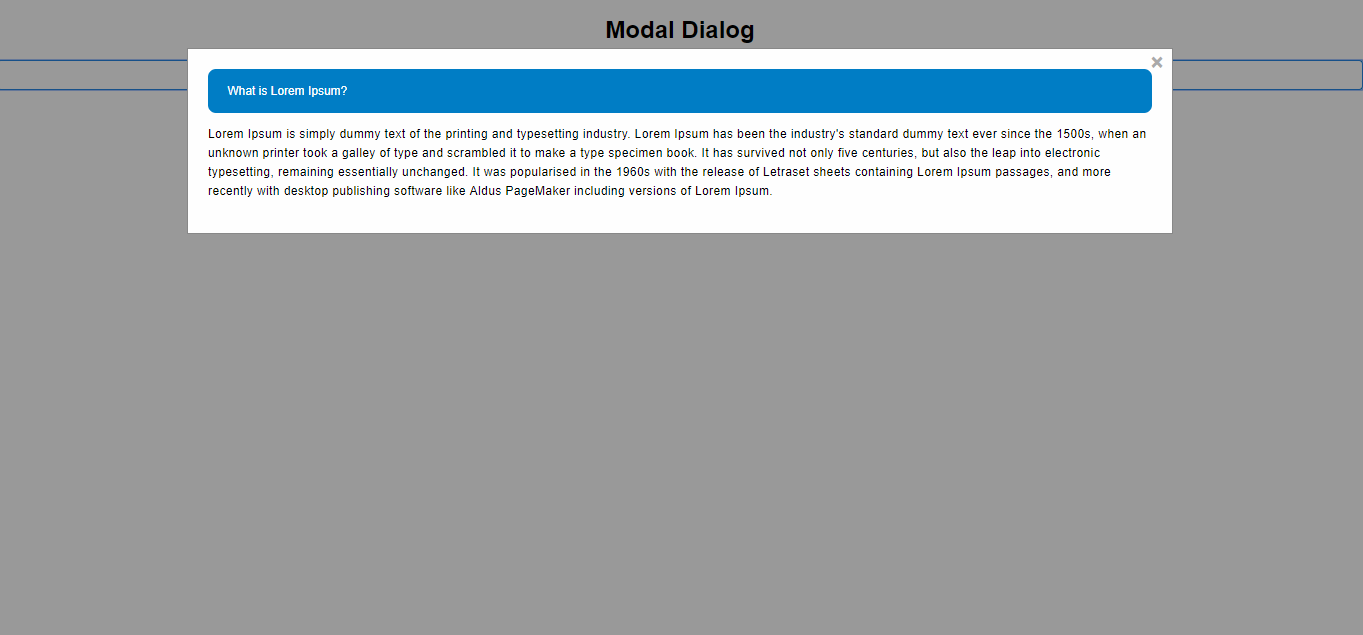 Modal Dialog
×
What is Lorem Ipsum?
Lorem Ipsum is simply dummy text of the printing and typesetting industry. Lorem Ipsum has been the industry's standard dummy text ever since the 1500s, when an
unknown printer took a galley of type and scrambled it to make a type specimen book. It has survived not only five centuries, but also the leap into electronic
typesetting, remaining essentially unchanged. It was popularised in the 1960s with the release of Letraset sheets containing Lorem Ipsum passages, and more
recently with desktop publishing software like Aldus PageMaker including versions of Lorem Ipsum.